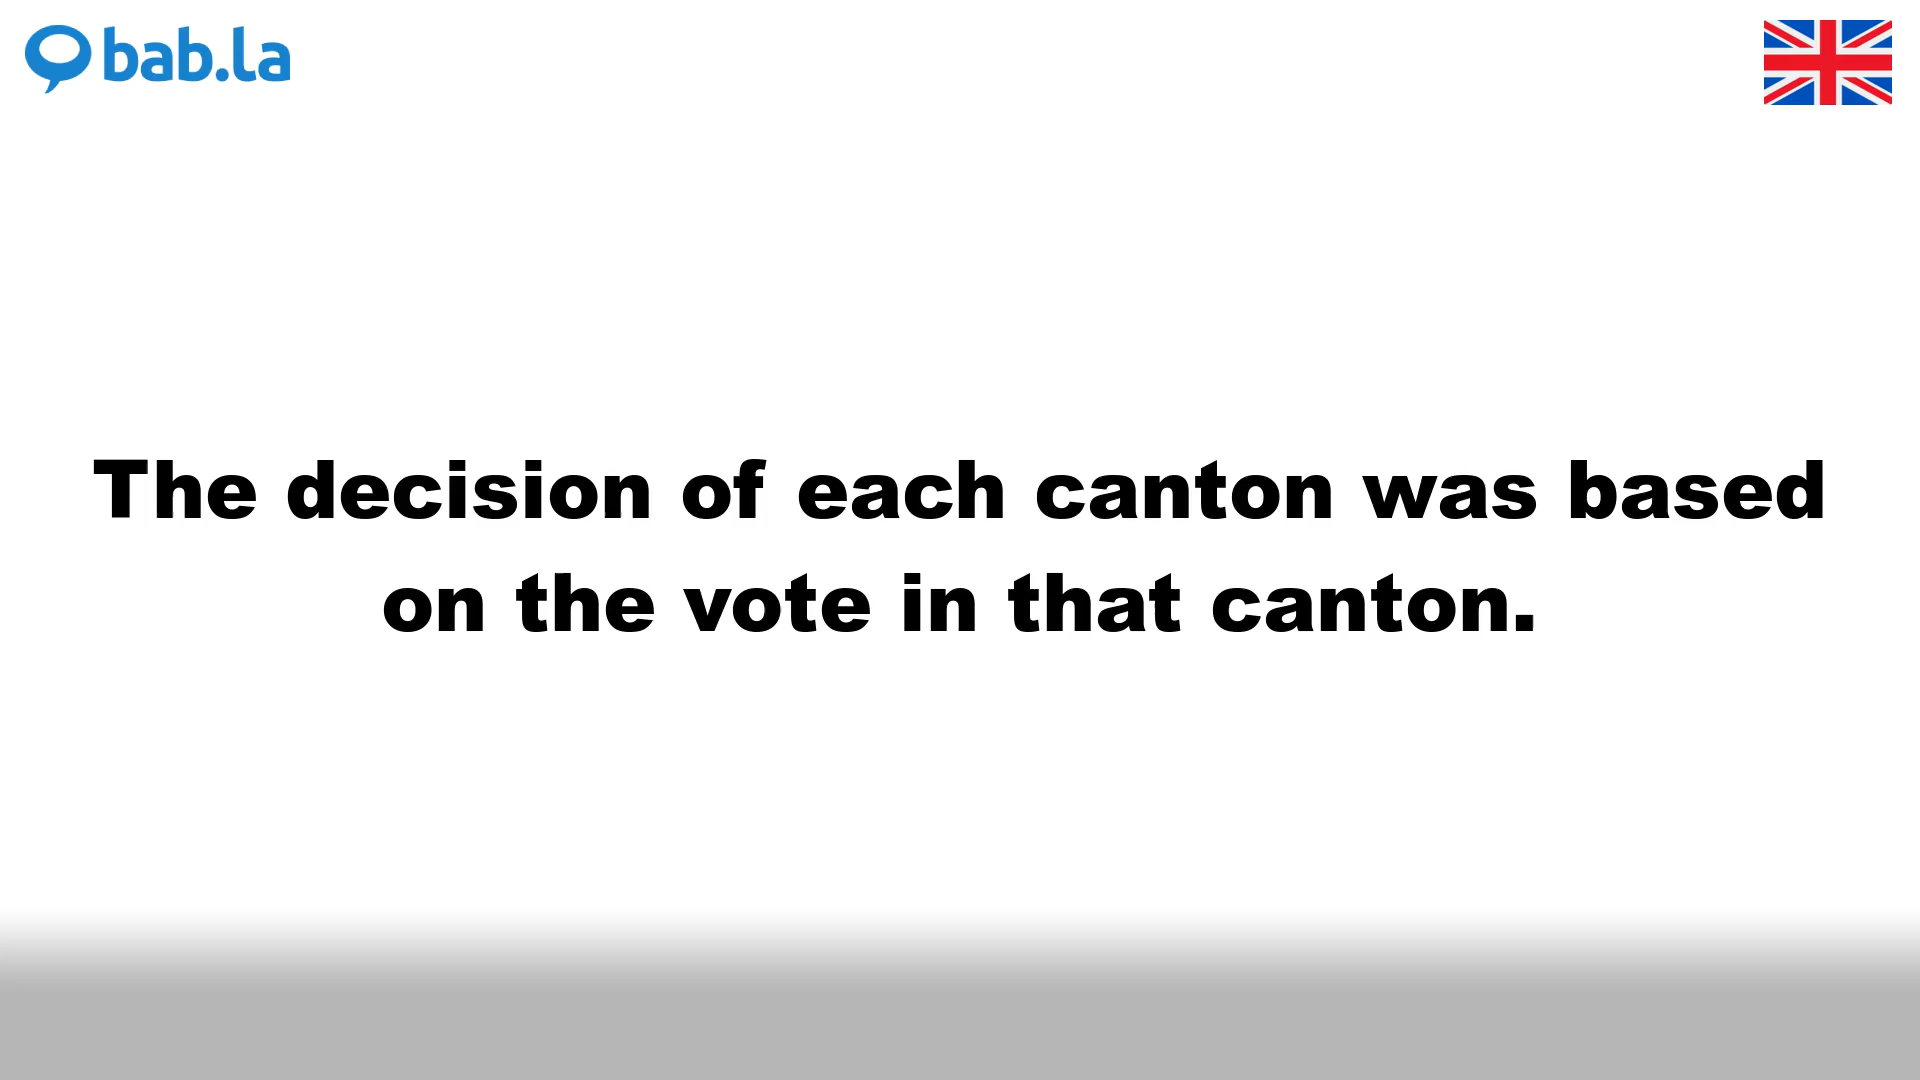 bab.la
The decision of each canton was based
on the vote in that canton.